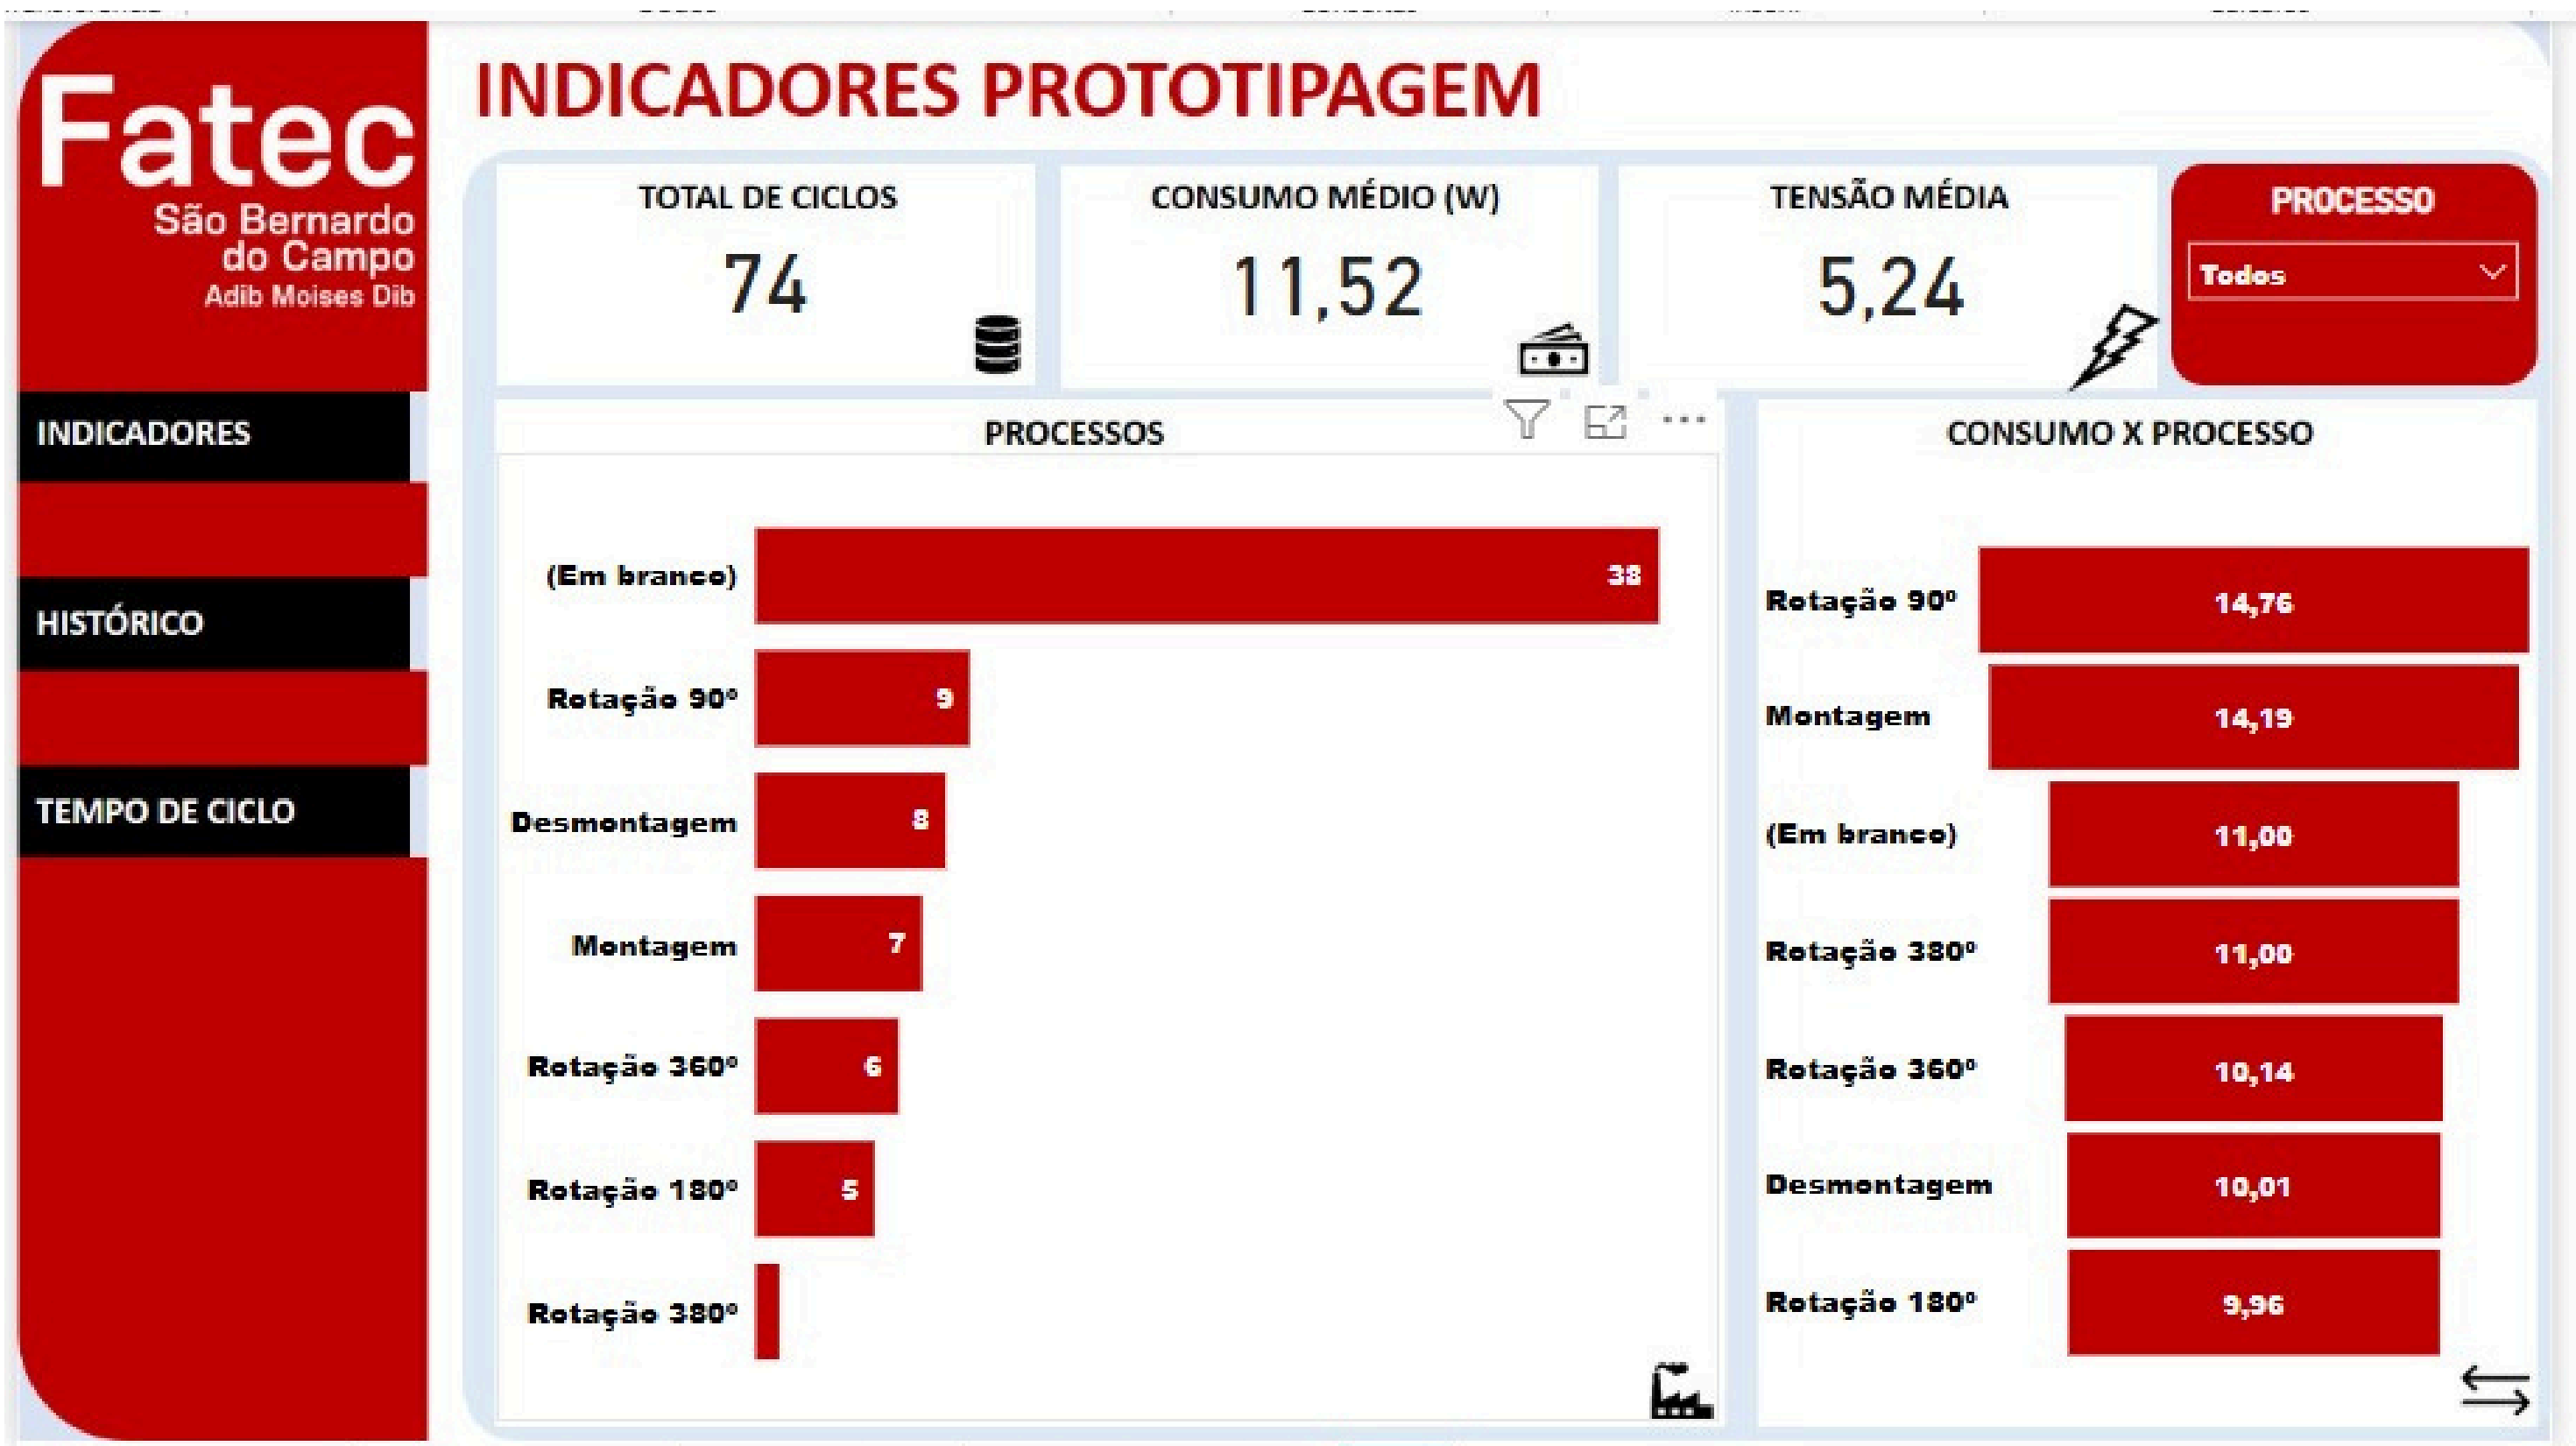 Fatec
São Bernardo
do Campo
Adib Moises Dib
INDICADORES
HISTÓRICO
TEMPO DE CICLO
INDICADORES PROTOTIPAGEM
TOTAL DE CICLOS
74
CONSUMO MÉDIO (W)
11,52
TENSÃO MÉDIA
5,24
PROCESSO
Todos
PROCESSOS
(Em branco) 38
Rotação 90º 9
Desmontagem 8
Montagem 7
Rotação 360º 6
Rotação 180º 5
Rotação 380º
CONSUMO X PROCESSO
Rotação 90º 14,76
Montagem 14,19
(Em branco) 11,00
Rotação 380º 11,00
Rotação 360º 10,14
Desmontagem 10,01
Rotação 180º 9,96